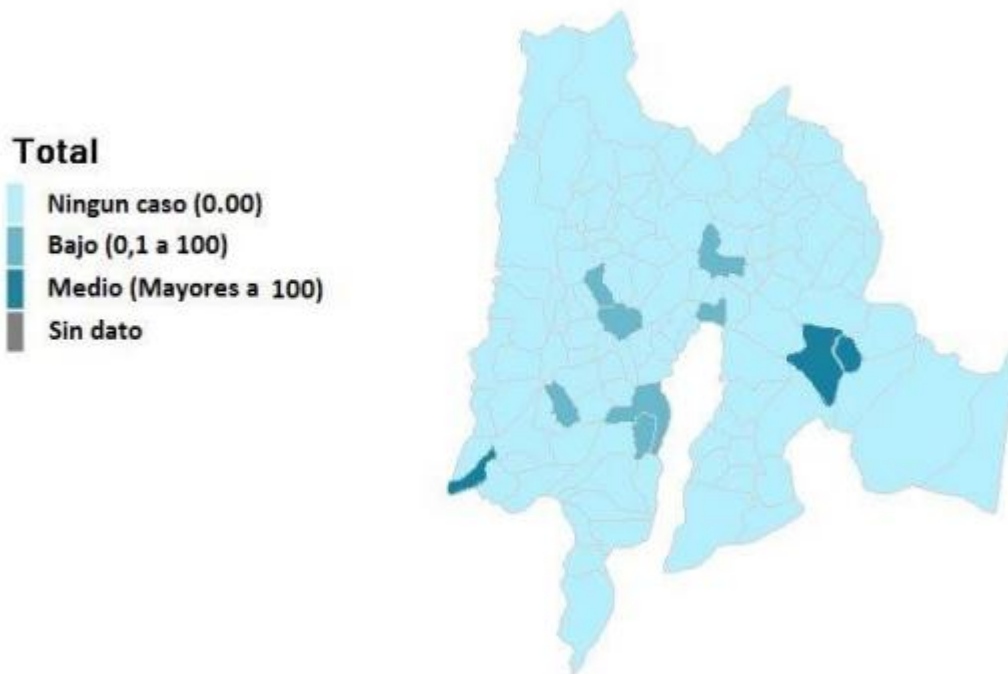 Total
Ningun caso (0.00)
Bajo (0,1 a 100)
Medio (Mayores a 100)
Sin dato